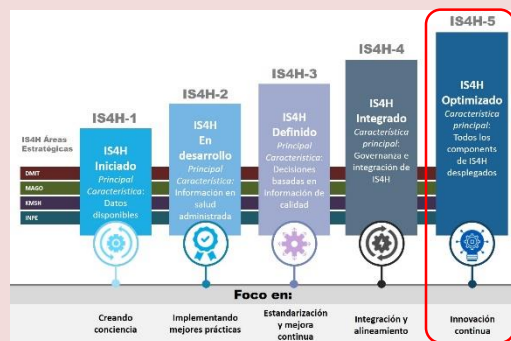 IS4H-1
IS4H-2
IS4H-3
IS4H-4
IS4H-5
IS4H Áreas
Estratégicas
DMIT
MAGO
KMSH
INPE
IS4H
Iniciado
Principal
Característica:
Datos
disponibles
IS4H
En
desarrollo
Principal
Característica:
Información en
salud
administrada
IS4H
Definido
Principal
Característica:
Decisiones
basadas en
información de
calidad
IS4H
Integrado
Característica
principal:
Governanza e
integración de
IS4H
IS4H
Optimizado
Característica
principal:
Todos los
components
de IS4H
desplegados
Foco en:
Creando
conciencia
Implementando
mejores prácticas
Estandarización
y mejora
continua
Integración y
alineamiento
Innovación
continua